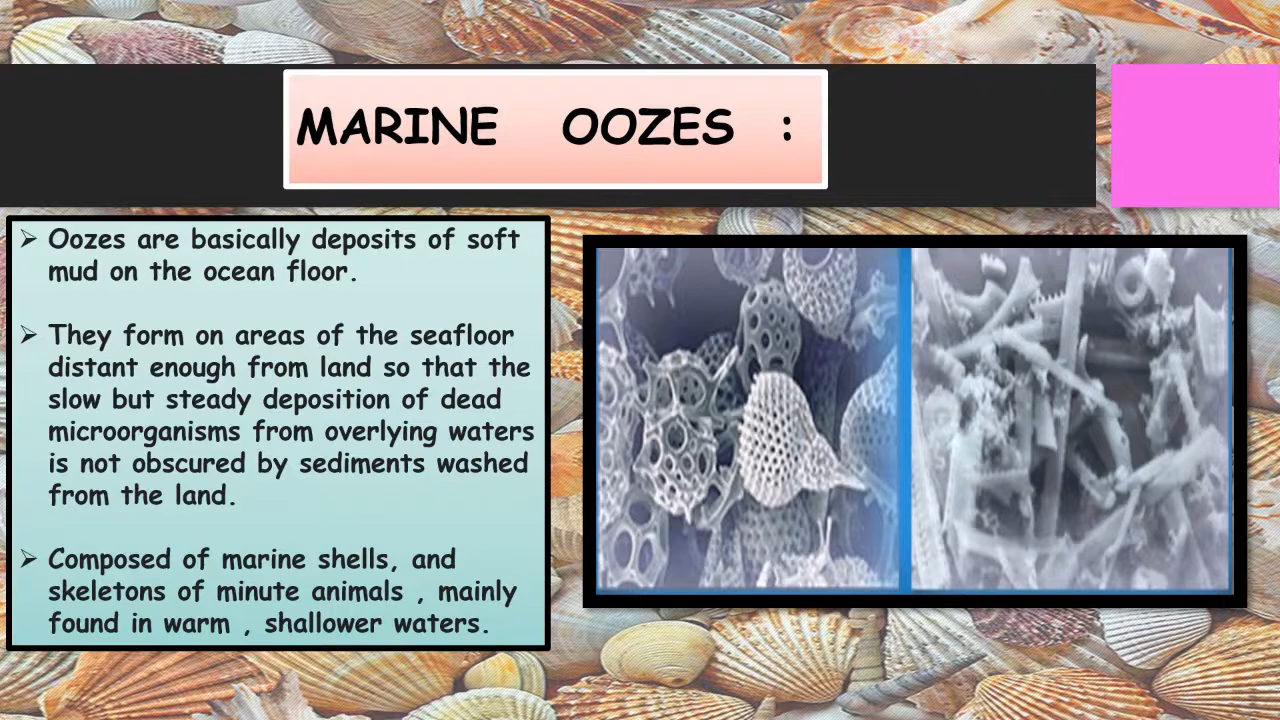 MARINE OOZES :
➢ Oozes are basically deposits of soft
mud on the ocean floor.
➢ They form on areas of the seafloor
distant enough from land so that the
slow but steady deposition of dead
microorganisms from overlying waters
is not obscured by sediments washed
from the land.
➢ Composed of marine shells, and
skeletons of minute animals , mainly
found in warm , shallower waters.